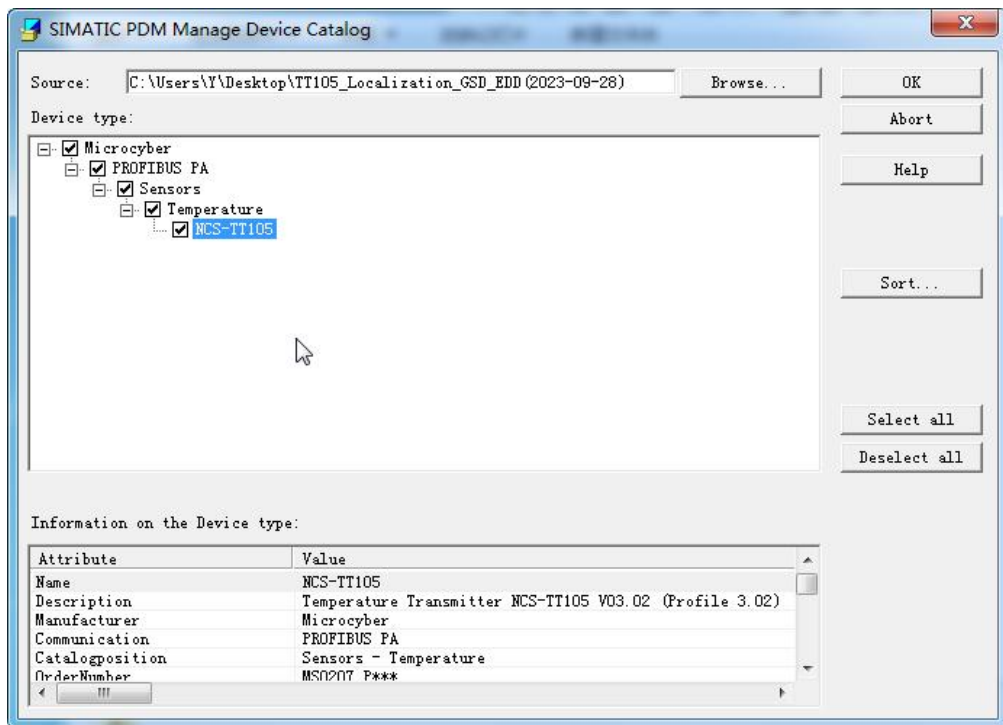 SIMATIC PDM Manage Device Catalog
Source: C:\Users\Y\Desktop\TT105_Localization_GSD_EDD(2023-09-28) Browse... OK
Device type: Abort
Microcyber
PROFIBUS PA Help
Sensors
Temperature
NCS-TT105
Sort...
Select all
Deselect all
Information on the Device type:
Attribute Value
Name NCS-TT105
Description Temperature Transmitter NCS-TT105 V03.02 (Profile 3.02)
Manufacturer Microcyber
Communication PROFIBUS PA
Catalogposition Sensors - Temperature
OrderNumber MS0207 P***